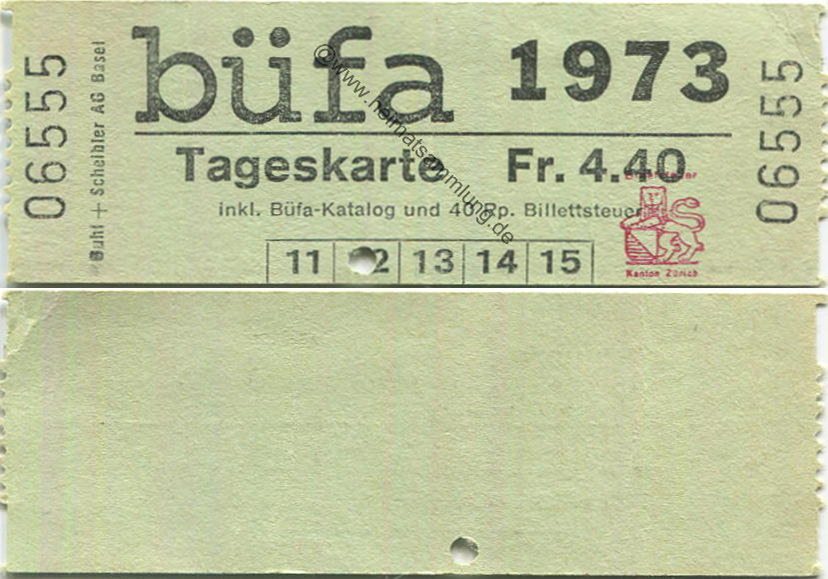 06555
Buhl + Scheibler AG Basel
büfa 1973
Tageskarte Fr. 4.40
inkl. Büfa-Katalog und 40 Rp. Billettsteuer
11 12 13 14 15
Billettsteuer
Kanton Zürich
06555
©www.heimatsammlung.de